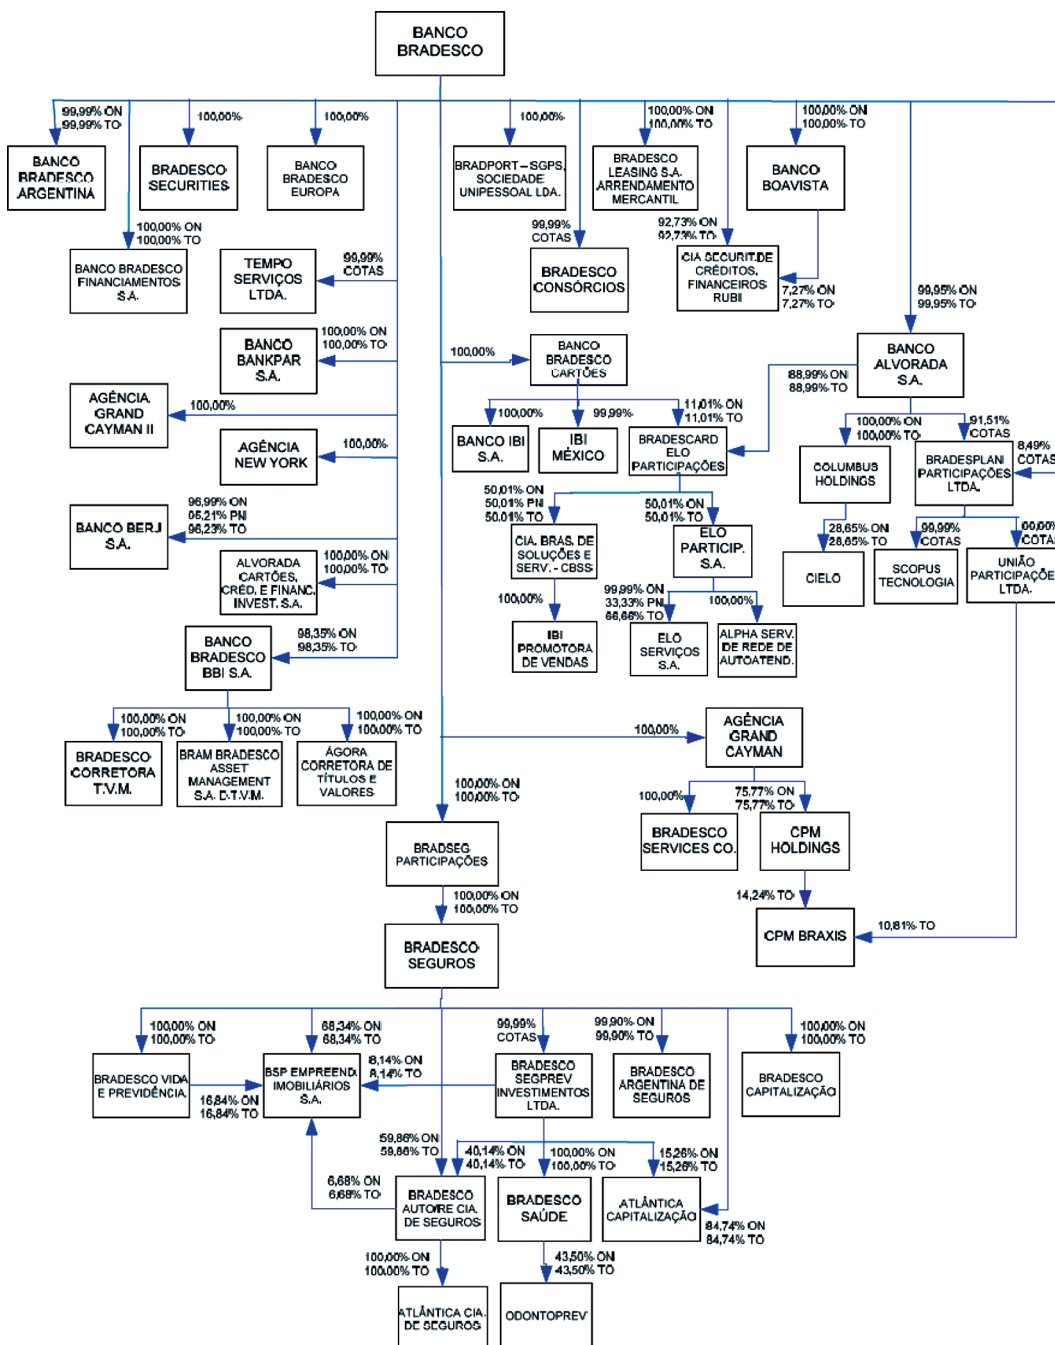 BANCO
BRADESCO
99,99% ON
99,99% TO
100,00%
100,00%
100,00%
100,00% ON
100,00% TO
100,00% ON
100,00% TO
BANCO
BRADESCO
ARGENTINA
BRADESCO
SECURITIES
BANCO
BRADESCO
EUROPA
BRADPORT – SGPS,
SOCIEDADE
UNIPESSOAL LDA.
BRADESCO
LEASING S.A.
ARRENDAMENTO
MERCANTIL
BANCO
BOAVISTA
100,00% ON
100,00% TO
99,99%
COTAS
92,73% ON
92,73% TO
BANCO BRADESCO
FINANCIAMENTOS
S.A.
TEMPO
SERVIÇOS
LTDA.
99,99%
COTAS
BRADESCO
CONSÓRCIOS
CIA SECURIT. DE
CRÉDITOS,
FINANCEIROS
RUBI
7,27% ON
7,27% TO
99,95% ON
99,95% TO
BANCO
BANKPAR
S.A.
100,00% ON
100,00% TO
100,00%
BANCO
BRADESCO
CARTÕES
BANCO
ALVORADA
S.A.
88,99% ON
88,99% TO
AGÊNCIA
GRAND
CAYMAN II
100,00%
100,00%
99,99%
11,01% ON
11,01% TO
100,00% ON
100,00% TO
91,51%
COTAS
8,49%
COTAS
AGÊNCIA
NEW YORK
100,00%
BANCO IBI
S.A.
IBI
MÉXICO
BRADESCARD
ELO
PARTICIPAÇÕES
COLUMBUS
HOLDINGS
BRADESPLAN
PARTICIPAÇÕES
LTDA.
BANCO BERJ
S.A.
96,99% ON
95,21% PN
96,23% TO
50,01% ON
50,01% PN
50,01% TO
50,01% ON
50,01% TO
28,65% ON
28,65% TO
99,99%
COTAS
COTAS
ALVORADA
CARTÕES,
CRÉD. E FINANC.
INVEST. S.A.
100,00% ON
100,00% TO
CIA. BRAS. DE
SOLUÇÕES E
SERV. - CBSS
ELO
PARTICIP.
S.A.
CIELO
SCOPUS
TECNOLOGIA
UNIÃO
PARTICIPAÇÕES
LTDA.
100,00%
99,99% ON
33,33% PN
66,66% TO
100,00%
BANCO
BRADESCO
BBI S.A.
98,35% ON
98,35% TO
IBI
PROMOTORA
DE VENDAS
ELO
SERVIÇOS
S.A.
ALPHA SERV.
DE REDE DE
AUTOATEND.
100,00% ON
100,00% TO
100,00% ON
100,00% TO
100,00% ON
100,00% TO
BRADESCO
CORRETORA
T.V.M.
BRAM BRADESCO
ASSET
MANAGEMENT
S.A. D.T.V.M.
ÁGORA
CORRETORA DE
TÍTULOS E
VALORES
100,00%
AGÊNCIA
GRAND
CAYMAN
100,00% ON
100,00% TO
100,00%
75,77% ON
75,77% TO
BRADSEG
PARTICIPAÇÕES
BRADESCO
SERVICES CO.
CPM
HOLDINGS
100,00% ON
100,00% TO
14,24% TO
BRADESCO
SEGUROS
CPM BRAXIS
10,81% TO
100,00% ON
100,00% TO
68,34% ON
68,34% TO
99,99%
COTAS
99,90% ON
99,90% TO
100,00% ON
100,00% TO
BRADESCO VIDA
E PREVIDÊNCIA
BSP EMPREEND.
IMOBILIÁRIOS
S.A.
8,14% ON
8,14% TO
BRADESCO
SEGPREV
INVESTIMENTOS
LTDA.
BRADESCO
ARGENTINA DE
SEGUROS
BRADESCO
CAPITALIZAÇÃO
16,84% ON
16,84% TO
59,86% ON
59,86% TO
40,14% ON
40,14% TO
100,00% ON
100,00% TO
15,26% ON
15,26% TO
6,68% ON
6,68% TO
BRADESCO
AUTO/RE CIA.
DE SEGUROS
BRADESCO
SAÚDE
ATLÂNTICA
CAPITALIZAÇÃO
84,74% ON
84,74% TO
100,00% ON
100,00% TO
43,50% ON
43,50% TO
ATLÂNTICA CIA.
DE SEGUROS
ODONTOPREV